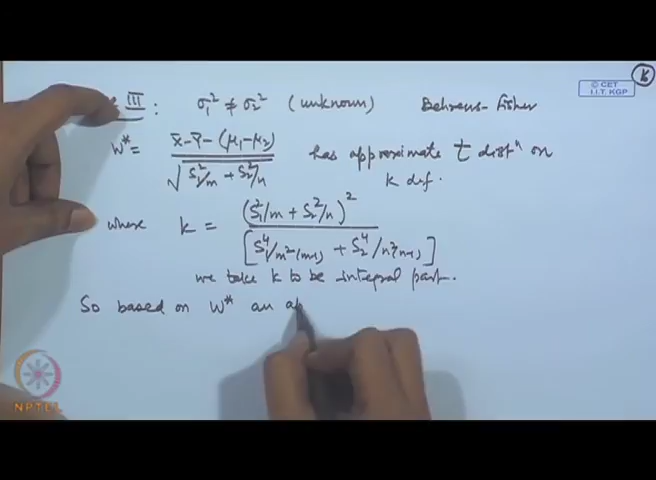 © CET
I.I.T. KGP
III : σ₁² ≠ σ₂² (unknown) Behrens-Fisher
W* = X̄-Ȳ-(μ₁-μ₂) / √(S₁²/m + S₂²/n) has approximate t distⁿ on
k d.f.
where k = (S₁²/m + S₂²/n)² / [S₁⁴/m²(m-1) + S₂⁴/n²(n-1)]
we take k to be integral part.
So based on W* an ap
NPTEL